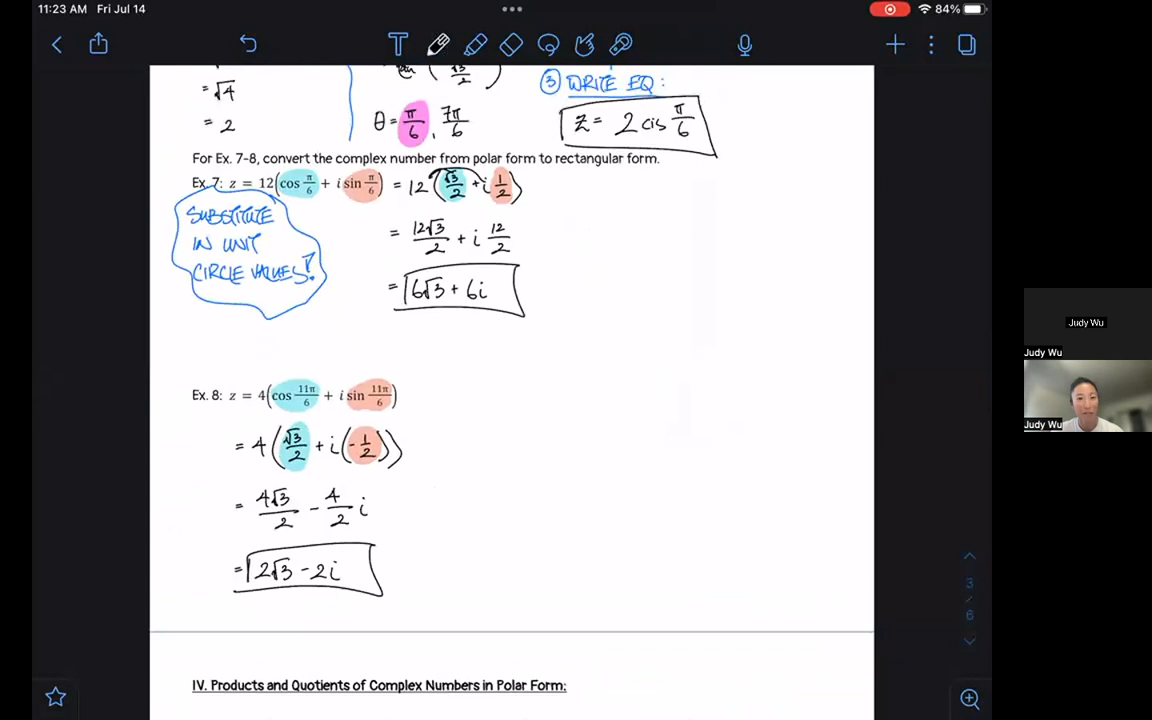 11:23 AM Fri Jul 14
84%
= √4
= 2
θ = π/6, 7π/6
③ WRITE EQ:
z = 2 cis π/6
For Ex. 7-8, convert the complex number from polar form to rectangular form.
Ex. 7: z = 12(cos π/6 + i sin π/6) = 12(√3/2 + i 1/2)
SUBSTITUTE
IN UNIT
CIRCLE VALUES!
= 12√3/2 + i 12/2
= 6√3 + 6i
Ex. 8: z = 4(cos 11π/6 + i sin 11π/6)
= 4(√3/2 + i(-1/2))
= 4√3/2 - 4/2 i
= 2√3 - 2i
IV. Products and Quotients of Complex Numbers in Polar Form:
3
/
6
Judy Wu
Judy Wu
Judy Wu